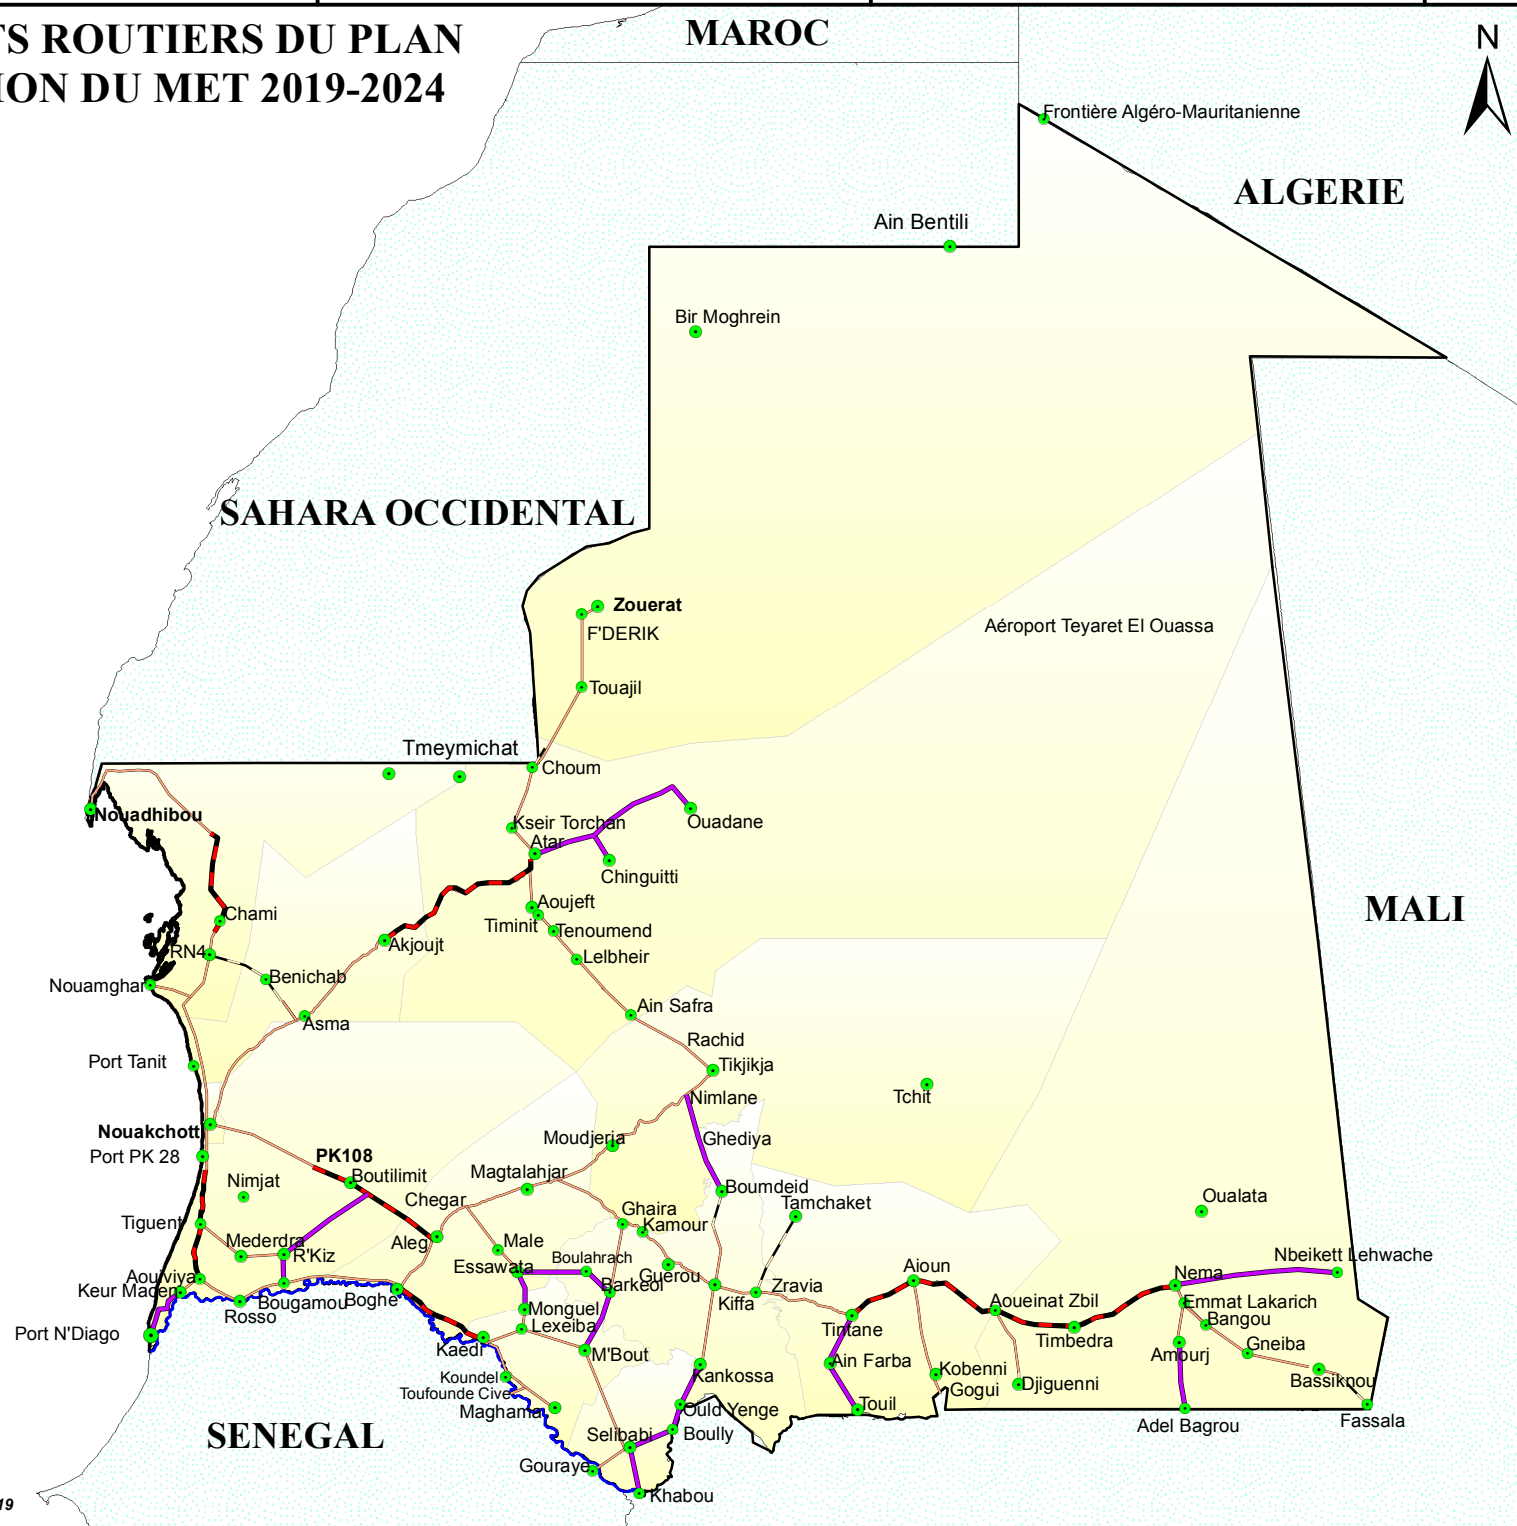 TS ROUTIERS DU PLAN
ION DU MET 2019-2024
MAROC
N
Frontière Algéro-Mauritanienne
ALGERIE
Ain Bentili
Bir Moghrein
SAHARA OCCIDENTAL
Zouerat
F'DERIK
Aéroport Teyaret El Ouassa
Touajil
Tmeymichat
Choum
Nouadhibou
Kseir Torchan
Ouadane
Atar
Chinguitti
Aoujeft
Chami
Timinit
Tenoumend
MALI
Akjoujt
RN4
Lelbheir
Benichab
Nouamghar
Ain Safra
Asma
Rachid
Port Tanit
Tikjikja
Tchit
Nimlane
Nouakchott
Moudjeria
Ghediya
Port PK 28
PK108
Boutilimit
Magtalahjar
Nimjat
Boumdeid
Oualata
Chegar
Tamchaket
Tiguent
Ghaira
Kamour
Mederdra
Aleg
Male
R'Kiz
Nbeikett Lehwache
Essawata
Boulahrach
Aouiviya
Guerou
Aioun
Nema
Keur Macen
Barkeol
Zravia
Bougamou
Boghe
Kiffa
Emmat Lakarich
Rosso
Monguel
Aoueinat Zbil
Bangou
Port N'Diago
Lexeiba
Tintane
Timbedra
Kaedi
M'Bout
Amourj
Gneiba
Ain Farba
Koundel
Kankossa
Kobenni
Bassiknou
Toufounde Cive
Gogui
Djiguenni
Maghama
Ould Yenge
Touil
Fassala
SENEGAL
Selibabi
Boully
Adel Bagrou
Gouraye
Khabou
19